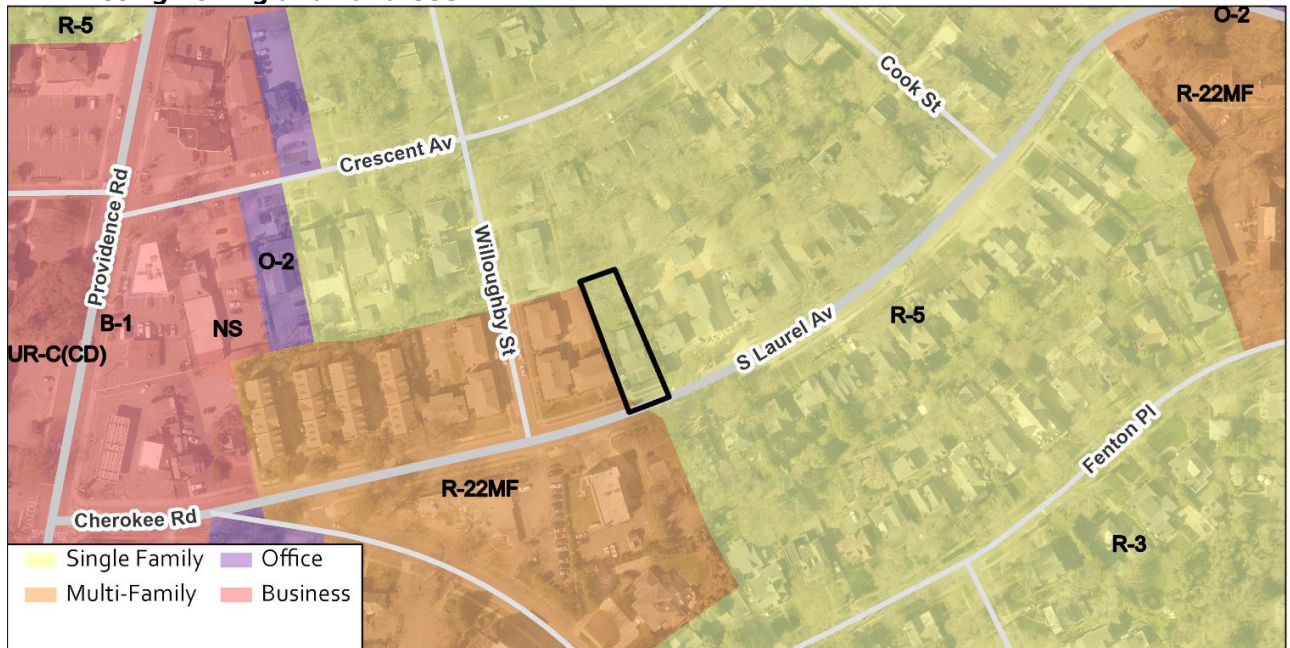 R-5
O-2
Cook St
R-22MF
Crescent Av
Providence Rd
Willoughby St
O-2
B-1
NS
UR-C(CD)
S Laurel Av
R-5
Fenton Pl
R-22MF
Cherokee Rd
R-3
Single Family
Office
Multi-Family
Business